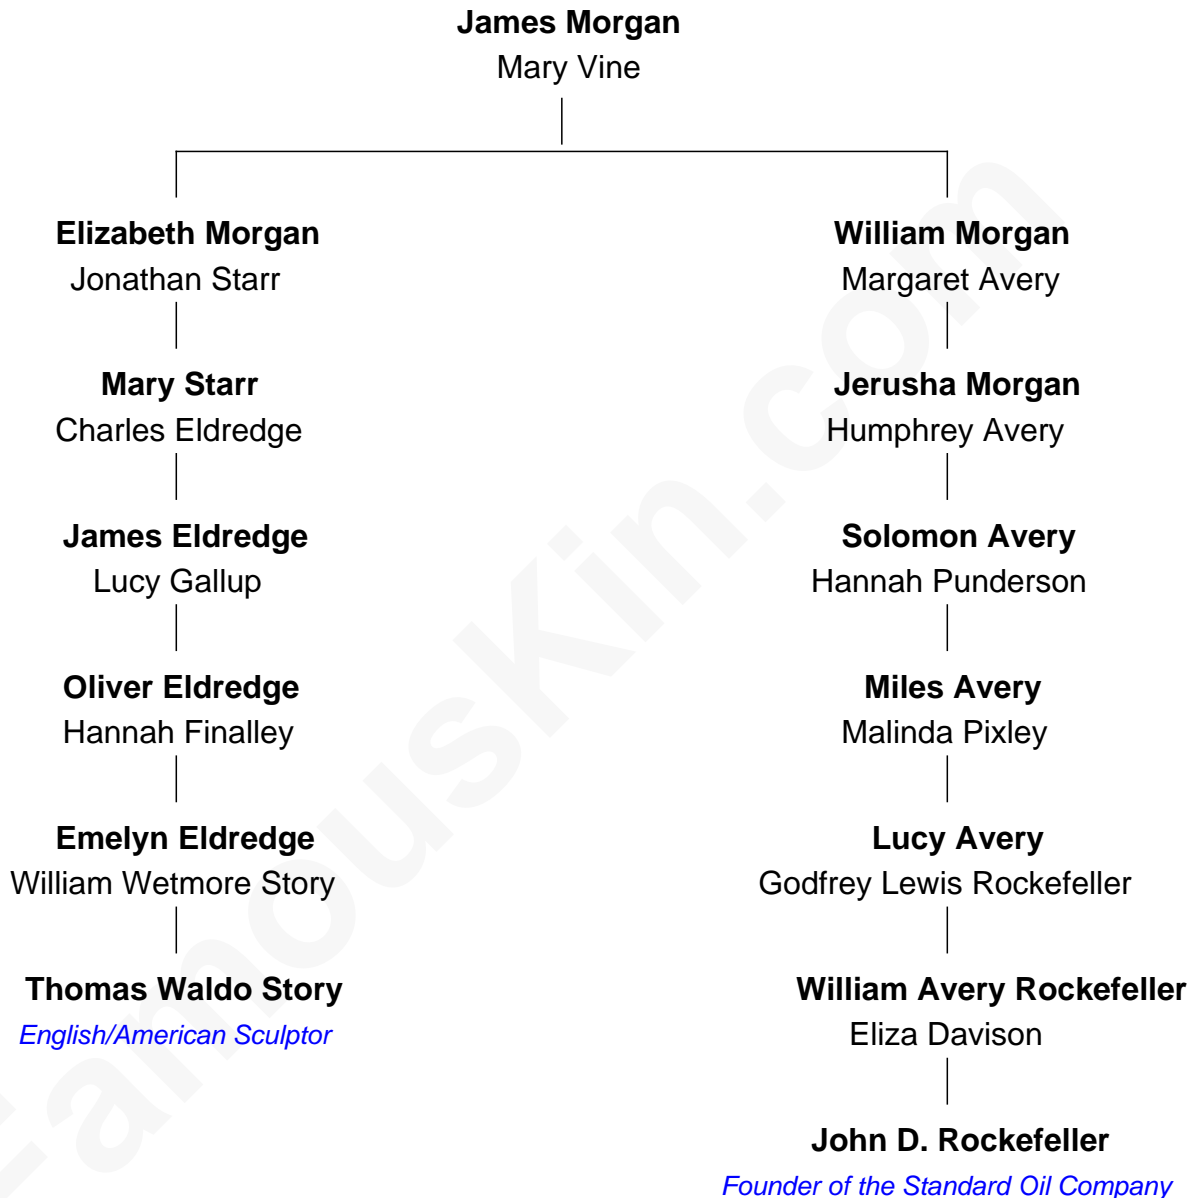 James Morgan
Mary Vine
Elizabeth Morgan
Jonathan Starr
William Morgan
Margaret Avery
Mary Starr
Charles Eldredge
Jerusha Morgan
Humphrey Avery
James Eldredge
Lucy Gallup
Solomon Avery
Hannah Punderson
Oliver Eldredge
Hannah Finalley
Miles Avery
Malinda Pixley
Emelyn Eldredge
William Wetmore Story
Lucy Avery
Godfrey Lewis Rockefeller
Thomas Waldo Story
English/American Sculptor
William Avery Rockefeller
Eliza Davison
John D. Rockefeller
Founder of the Standard Oil Company
FamousKin.com